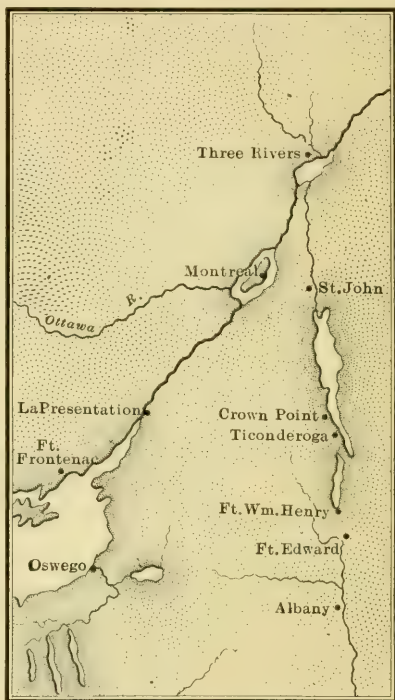 Three Rivers
Montreal
St.John
Ottawa R.
LaPresentation
Crown Point
Ft.
Frontenac
Ticonderoga
Ft.Wm.Henry
Ft.Edward
Oswego
Albany